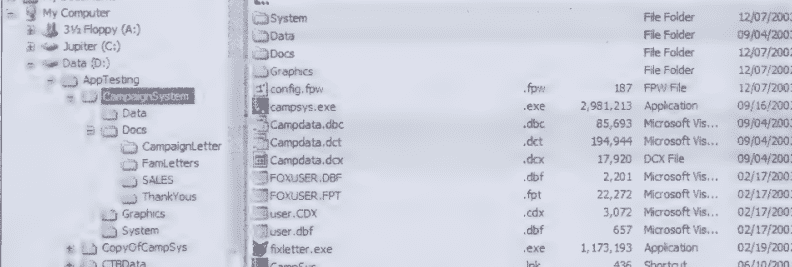 My Computer
3½ Floppy (A:)
Jupiter (C:)
Data (D:)
AppTesting
CampaignSystem
Data
Docs
CampaignLetter
FamLetters
SALES
ThankYous
Graphics
System
CopyOfCampSys
CTBData
System File Folder 12/07/200
Data File Folder 09/04/200
Docs File Folder 12/07/200
Graphics File Folder 12/07/200
config.fpw .fpw 187 FPW File 12/07/200
campsys.exe .exe 2,981,213 Application 09/16/200
Campdata.dbc .dbc 85,693 Microsoft Vis... 09/04/200
Campdata.dct .dct 194,944 Microsoft Vis... 09/04/200
Campdata.dcx .dcx 17,920 DCX File 09/04/200
FOXUSER.DBF .dbf 2,201 Microsoft Vis... 02/17/200
FOXUSER.FPT .fpt 22,272 Microsoft Vis... 02/17/200
user.CDX .cdx 3,072 Microsoft Vis... 02/17/200
user.dbf .dbf 657 Microsoft Vis... 02/17/200
fixletter.exe .exe 1,173,193 Application 02/19/200
CampSys .lnk 436 Shortcut 06/10/200